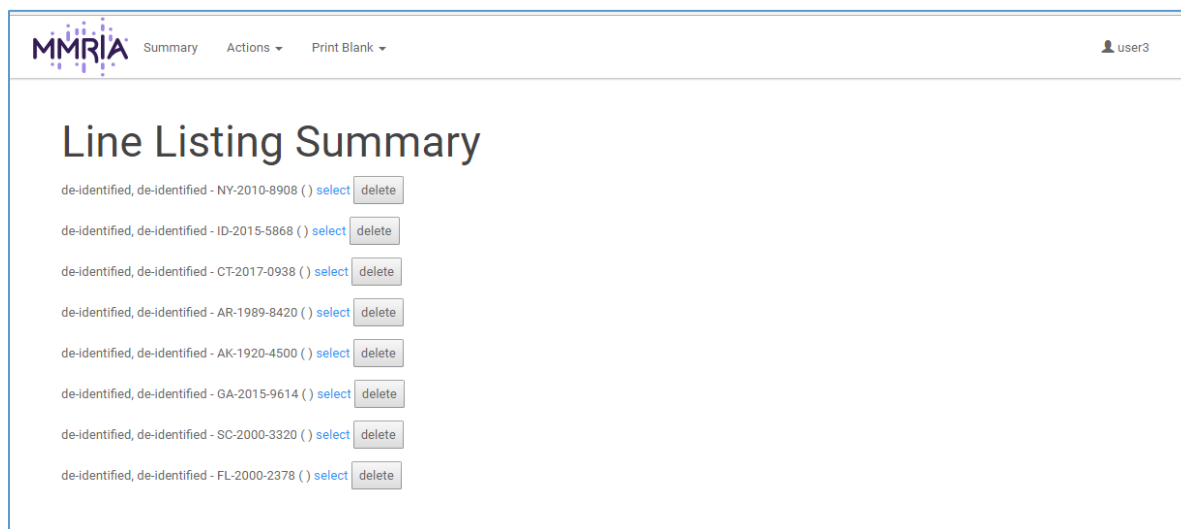 MMRIA Summary Actions Print Blank user3
Line Listing Summary
de-identified, de-identified - NY-2010-8908 ( ) select delete
de-identified, de-identified - ID-2015-5868 ( ) select delete
de-identified, de-identified - CT-2017-0938 ( ) select delete
de-identified, de-identified - AR-1989-8420 ( ) select delete
de-identified, de-identified - AK-1920-4500 ( ) select delete
de-identified, de-identified - GA-2015-9614 ( ) select delete
de-identified, de-identified - SC-2000-3320 ( ) select delete
de-identified, de-identified - FL-2000-2378 ( ) select delete